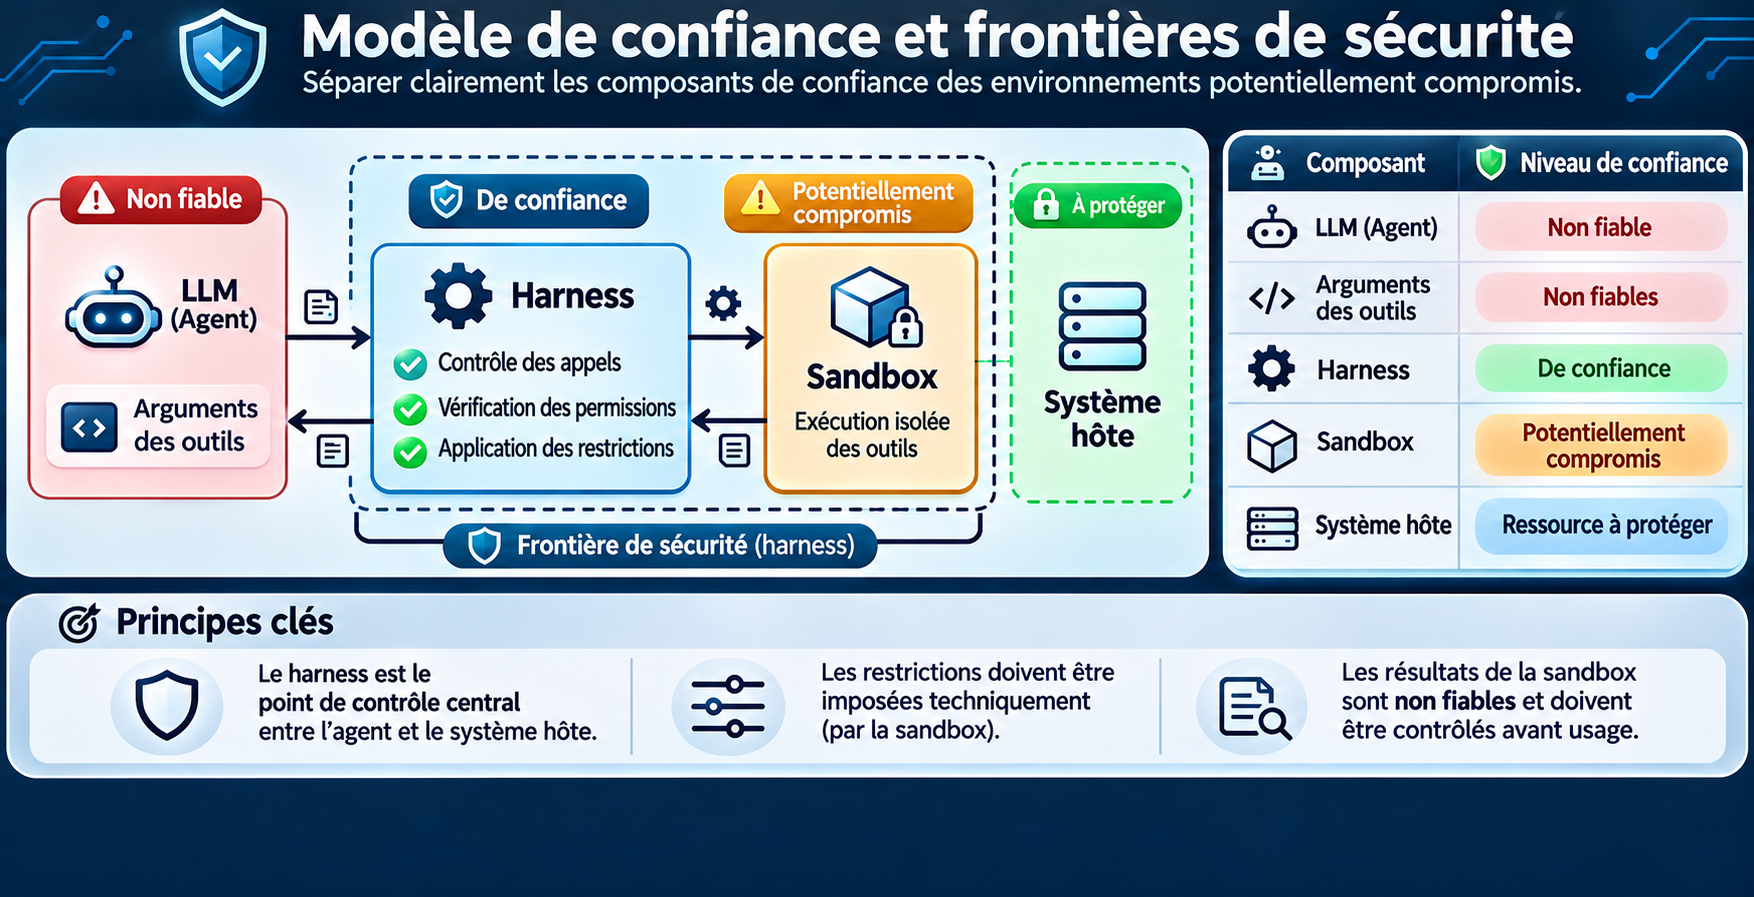 Modèle de confiance et frontières de sécurité
Séparer clairement les composants de confiance des environnements potentiellement compromis.
Non fiable
LLM
(Agent)
Arguments
des outils
De confiance
Harness
Contrôle des appels
Vérification des permissions
Application des restrictions
Potentiellement
compromis
Sandbox
Exécution isolée
des outils
À protéger
Système
hôte
Frontière de sécurité (harness)
Composant
Niveau de confiance
LLM (Agent)
Non fiable
Arguments
des outils
Non fiables
Harness
De confiance
Sandbox
Potentiellement
compromis
Système hôte
Ressource à protéger
Principes clés
Le harness est le
point de contrôle central
entre l'agent et le système hôte.
Les restrictions doivent être
imposées techniquement
(par la sandbox).
Les résultats de la sandbox
sont non fiables et doivent
être contrôlés avant usage.